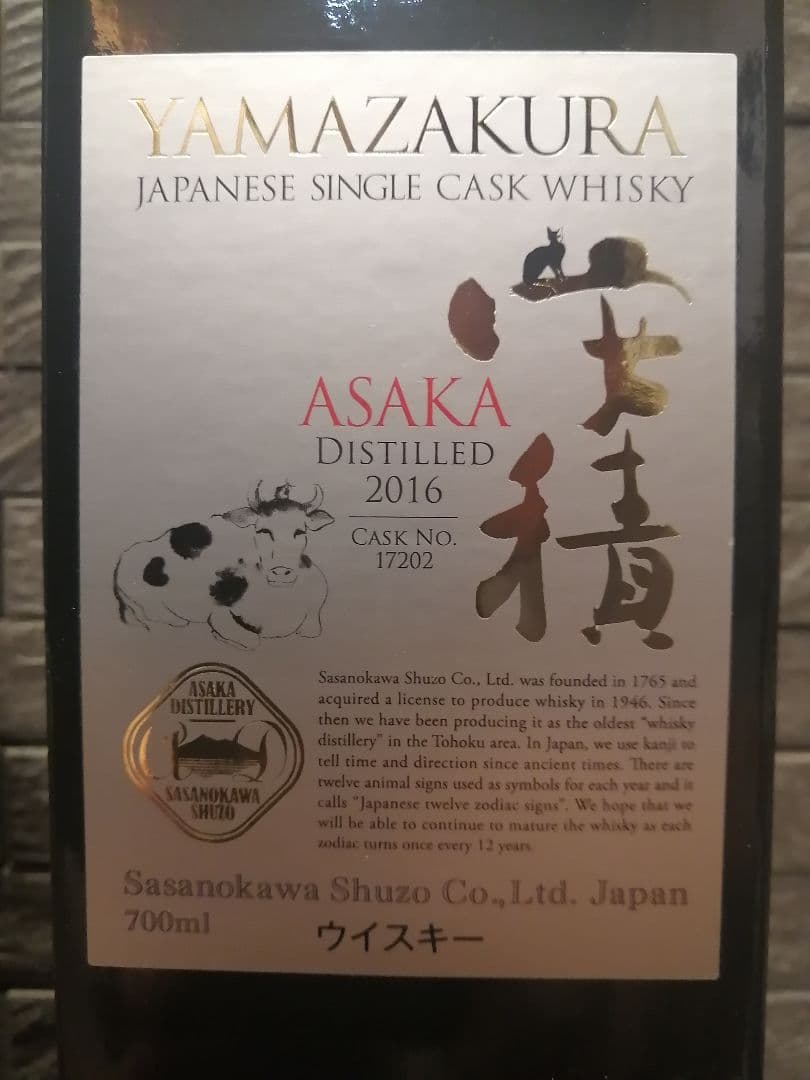 YAMAZAKURA
JAPANESE SINGLE CASK WHISKY
安積
ASAKA
DISTILLED
2016
CASK NO.
17202
ASAKA
DISTILLERY
SASANOKAWA
SHUZO
Sasanokawa Shuzo Co., Ltd. was founded in 1765 and
acquired a license to produce whisky in 1946. Since
then we have been producing it as the oldest “whisky
distillery” in the Tohoku area. In Japan, we use kanji to
tell time and direction since ancient times. There are
twelve animal signs used as symbols for each year and it
calls “Japanese twelve zodiac signs”. We hope that we
will be able to continue to mature the whisky as each
zodiac turns once every 12 years.
Sasanokawa Shuzo Co.,Ltd. Japan
700ml
ウイスキー